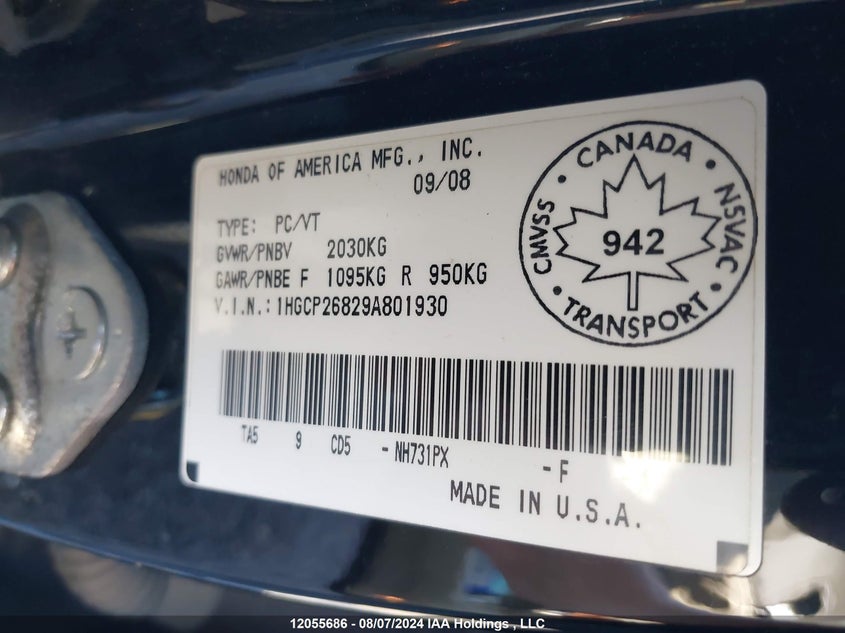 HONDA OF AMERICA MFG., INC.
09/08
TYPE: PC/VT
GVWR/PNBV 2030KG
GAWR/PNBE F 1095KG R 950KG
V.I.N.: 1HGCP26829A801930
CANADA
NSVAC
TRANSPORT
CMVSS
942
TA5 9 CD5 - NH731PX - F
MADE IN U.S.A.
12055686 - 08/07/2024 IAA Holdings , LLC